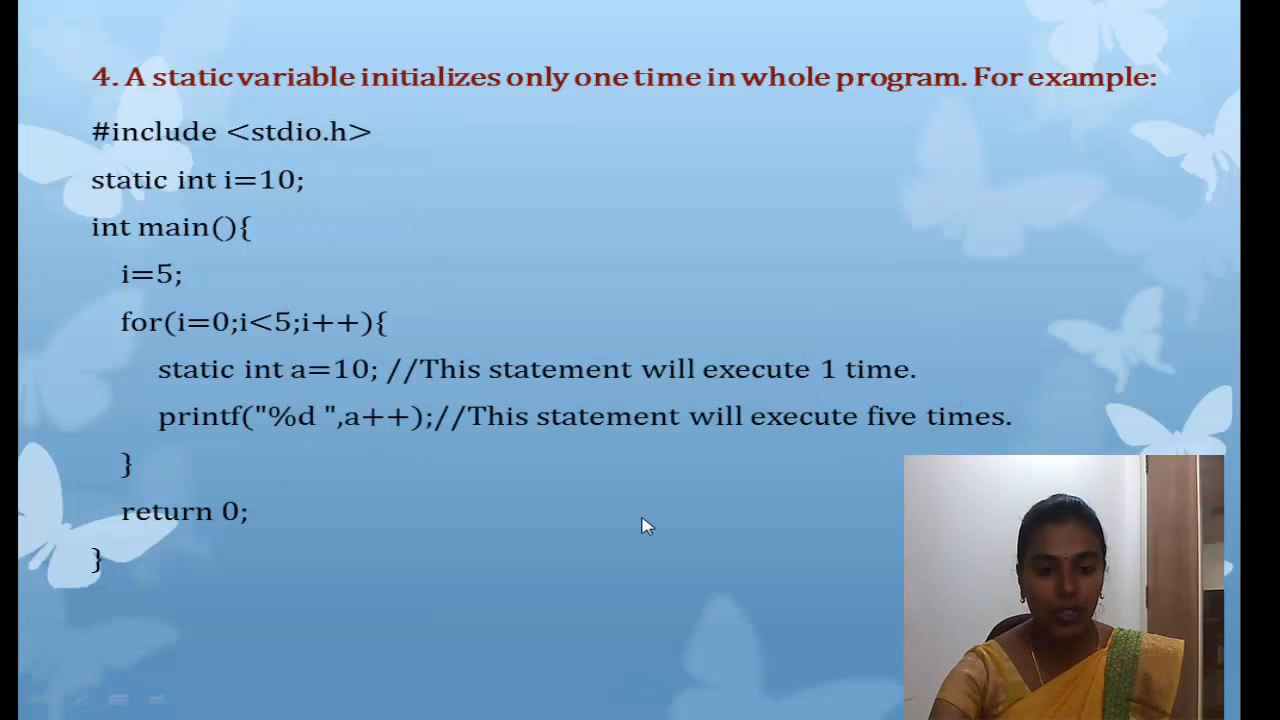 4. A static variable initializes only one time in whole program. For example:
#include <stdio.h>
static int i=10;
int main(){
i=5;
for(i=0;i<5;i++){
static int a=10; //This statement will execute 1 time.
printf("%d ",a++);//This statement will execute five times.
}
return 0;
}